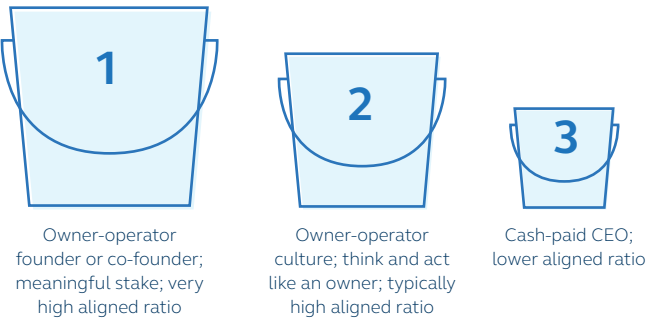 1
2
3
Owner-operator
founder or co-founder;
meaningful stake; very
high aligned ratio
Owner-operator
culture; think and act
like an owner; typically
high aligned ratio
Cash-paid CEO;
lower aligned ratio